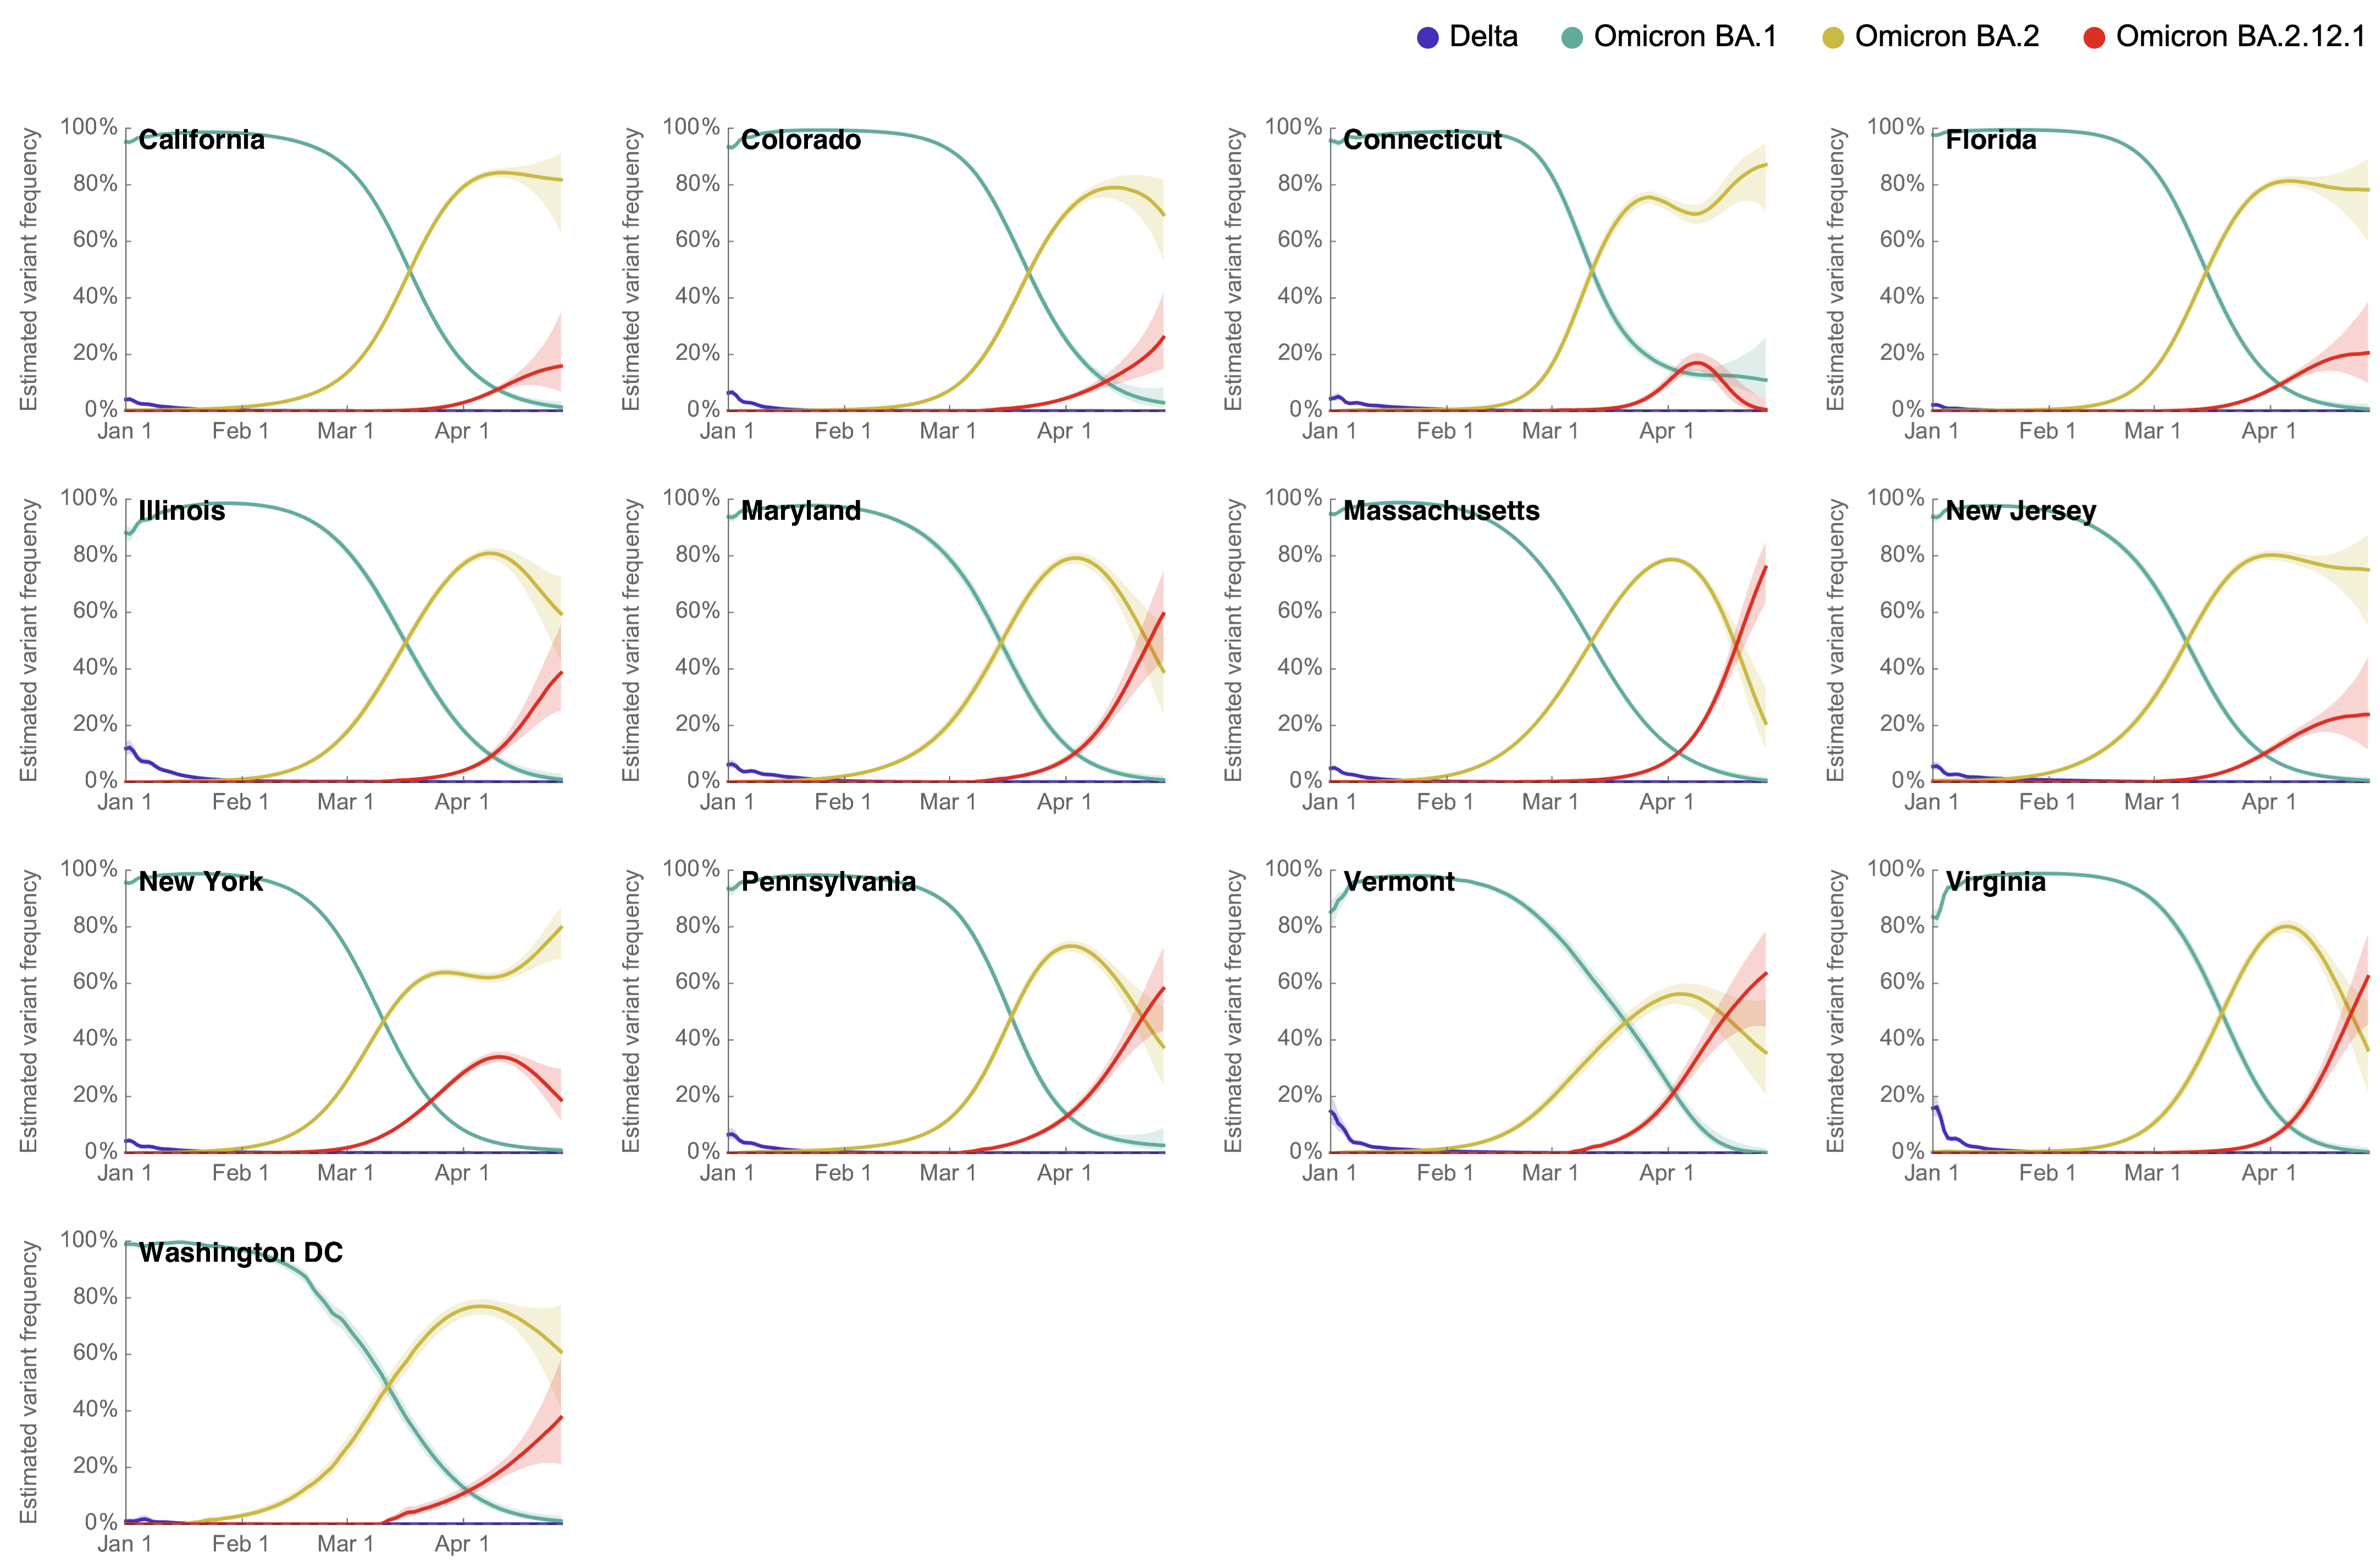 Delta Omicron BA.1 Omicron BA.2 Omicron BA.2.12.1
California
Estimated variant frequency
100%
80%
60%
40%
20%
0%
Jan 1 Feb 1 Mar 1 Apr 1
Colorado
Estimated variant frequency
100%
80%
60%
40%
20%
0%
Jan 1 Feb 1 Mar 1 Apr 1
Connecticut
Estimated variant frequency
100%
80%
60%
40%
20%
0%
Jan 1 Feb 1 Mar 1 Apr 1
Florida
Estimated variant frequency
100%
80%
60%
40%
20%
0%
Jan 1 Feb 1 Mar 1 Apr 1
Illinois
Estimated variant frequency
100%
80%
60%
40%
20%
0%
Jan 1 Feb 1 Mar 1 Apr 1
Maryland
Estimated variant frequency
100%
80%
60%
40%
20%
0%
Jan 1 Feb 1 Mar 1 Apr 1
Massachusetts
Estimated variant frequency
100%
80%
60%
40%
20%
0%
Jan 1 Feb 1 Mar 1 Apr 1
New Jersey
Estimated variant frequency
100%
80%
60%
40%
20%
0%
Jan 1 Feb 1 Mar 1 Apr 1
New York
Estimated variant frequency
100%
80%
60%
40%
20%
0%
Jan 1 Feb 1 Mar 1 Apr 1
Pennsylvania
Estimated variant frequency
100%
80%
60%
40%
20%
0%
Jan 1 Feb 1 Mar 1 Apr 1
Vermont
Estimated variant frequency
100%
80%
60%
40%
20%
0%
Jan 1 Feb 1 Mar 1 Apr 1
Virginia
Estimated variant frequency
100%
80%
60%
40%
20%
0%
Jan 1 Feb 1 Mar 1 Apr 1
Washington DC
Estimated variant frequency
100%
80%
60%
40%
20%
0%
Jan 1 Feb 1 Mar 1 Apr 1